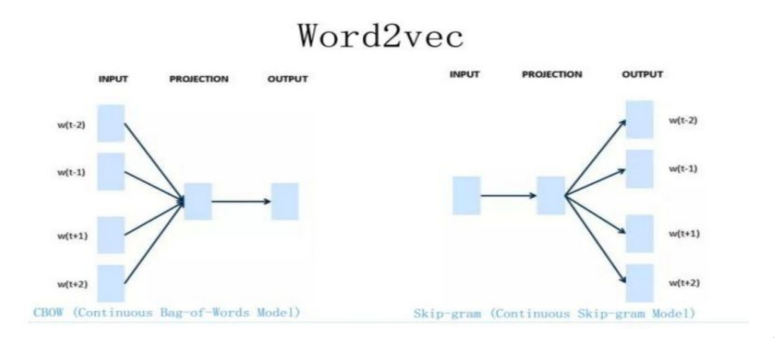 Word2vec
INPUT PROJECTION OUTPUT
w(t-2)
w(t-1)
w(t+1)
w(t+2)
CBOW (Continuous Bag-of-Words Model)
INPUT PROJECTION OUTPUT
w(t-2)
w(t-1)
w(t+1)
w(t+2)
Skip-gram (Continuous Skip-gram Model)